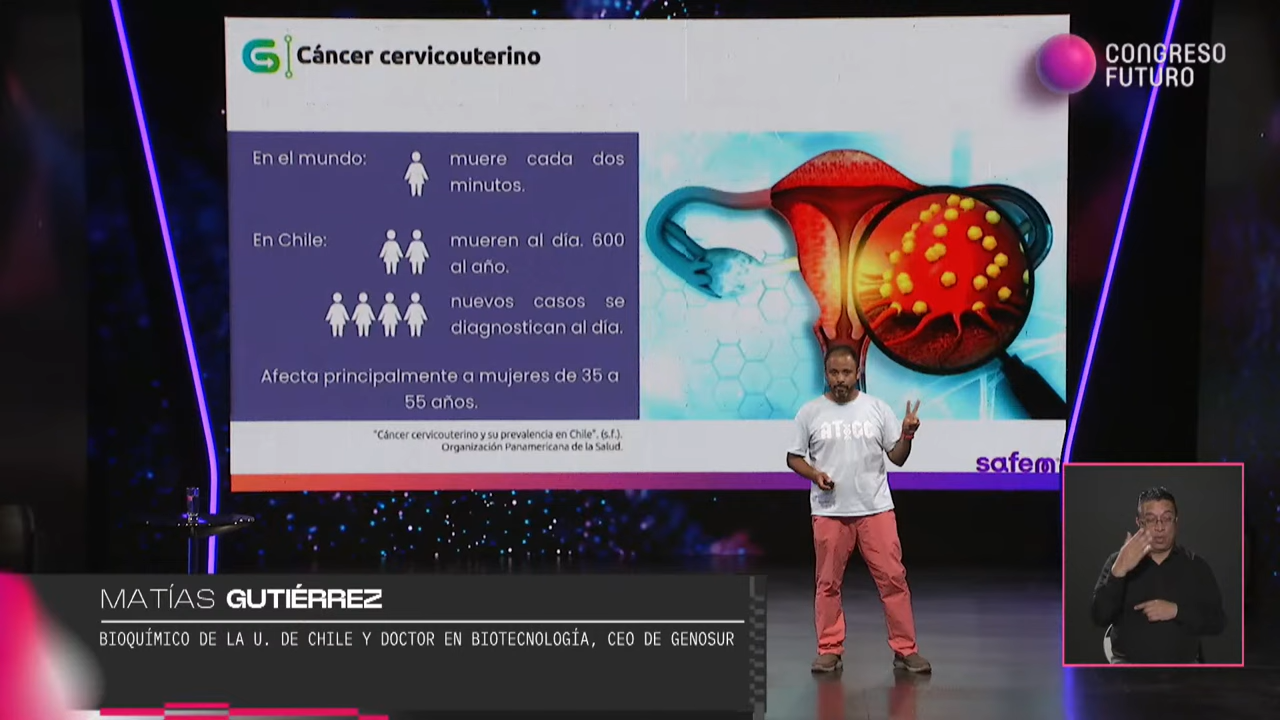 Cáncer cervicouterino
CONGRESO
FUTURO
En el mundo:
muere cada dos
minutos.
En Chile:
mueren al día. 600
al año.
nuevos casos se
diagnostican al día.
Afecta principalmente a mujeres de 35 a
55 años.
"Cáncer cervicouterino y su prevalencia en Chile". (s.f.).
Organización Panamericana de la Salud.
safem
ATGCC
MATÍAS GUTIÉRREZ
BIOQUÍMICO DE LA U. DE CHILE Y DOCTOR EN BIOTECNOLOGÍA, CEO DE GENOSUR